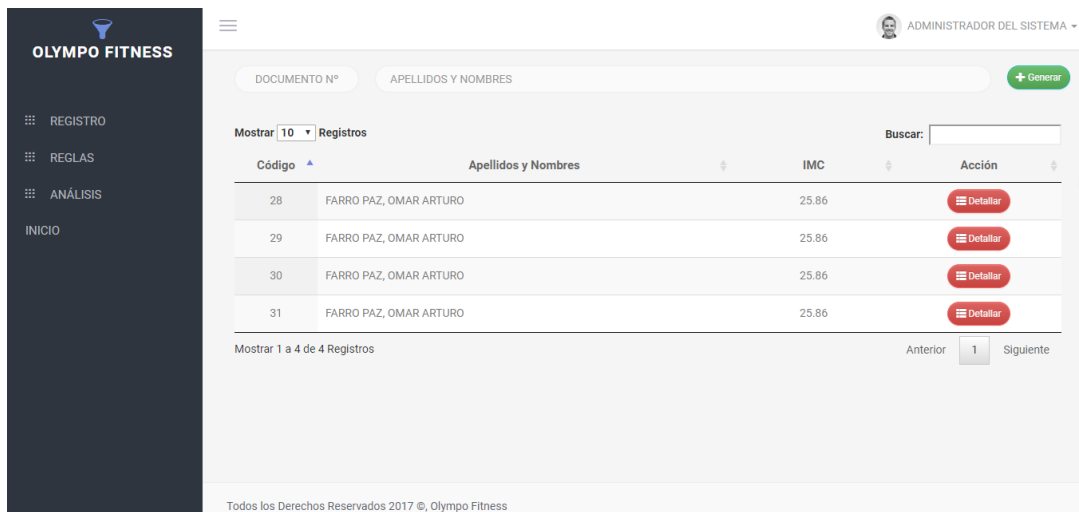 OLYMPO FITNESS
ADMINISTRADOR DEL SISTEMA
REGISTRO
REGLAS
ANÁLISIS
INICIO
DOCUMENTO Nº APELLIDOS Y NOMBRES Generar
Mostrar 10 Registros Buscar:
Código Apellidos y Nombres IMC Acción
28 FARRO PAZ, OMAR ARTURO 25.86 Detallar
29 FARRO PAZ, OMAR ARTURO 25.86 Detallar
30 FARRO PAZ, OMAR ARTURO 25.86 Detallar
31 FARRO PAZ, OMAR ARTURO 25.86 Detallar
Mostrar 1 a 4 de 4 Registros Anterior 1 Siguiente
Todos los Derechos Reservados 2017 ©, Olympo Fitness